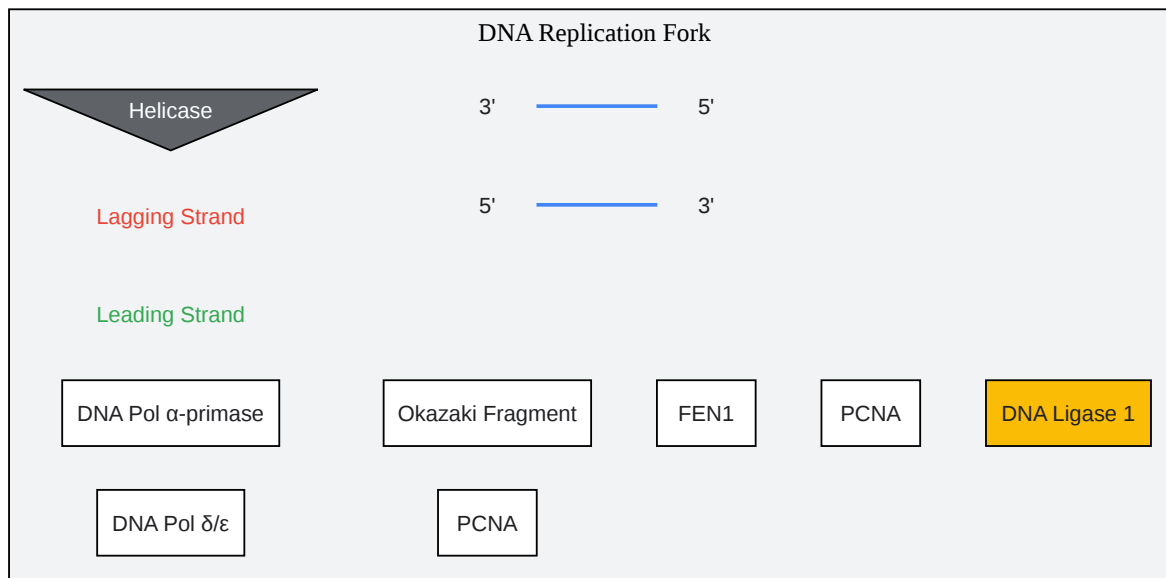 DNA Replication Fork
Helicase
3' 5'
Lagging Strand
5' 3'
Leading Strand
DNA Pol α-primase
Okazaki Fragment
FEN1
PCNA
DNA Ligase 1
DNA Pol δ/ε
PCNA